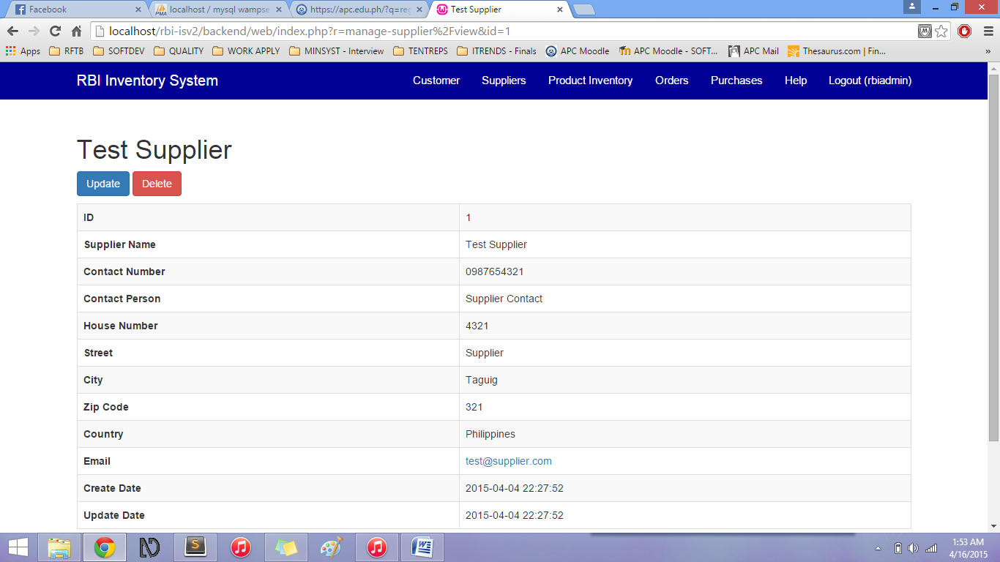 Facebook
localhost / mysql wampse
https://apc.edu.ph/?q=reg
Test Supplier
localhost/rbi-isv2/backend/web/index.php?r=manage-supplier%2Fview&id=1
Apps RFTB SOFTDEV QUALITY WORK APPLY MINSYST - Interview TENTREPS ITRENDS - Finals APC Moodle APC Moodle - SOFT... APC Mail Thesaurus.com | Fin... »
RBI Inventory System Customer Suppliers Product Inventory Orders Purchases Help Logout (rbiadmin)
Test Supplier
Update Delete
ID 1
Supplier Name Test Supplier
Contact Number 0987654321
Contact Person Supplier Contact
House Number 4321
Street Supplier
City Taguig
Zip Code 321
Country Philippines
Email test@supplier.com
Create Date 2015-04-04 22:27:52
Update Date 2015-04-04 22:27:52
1:53 AM
4/16/2015